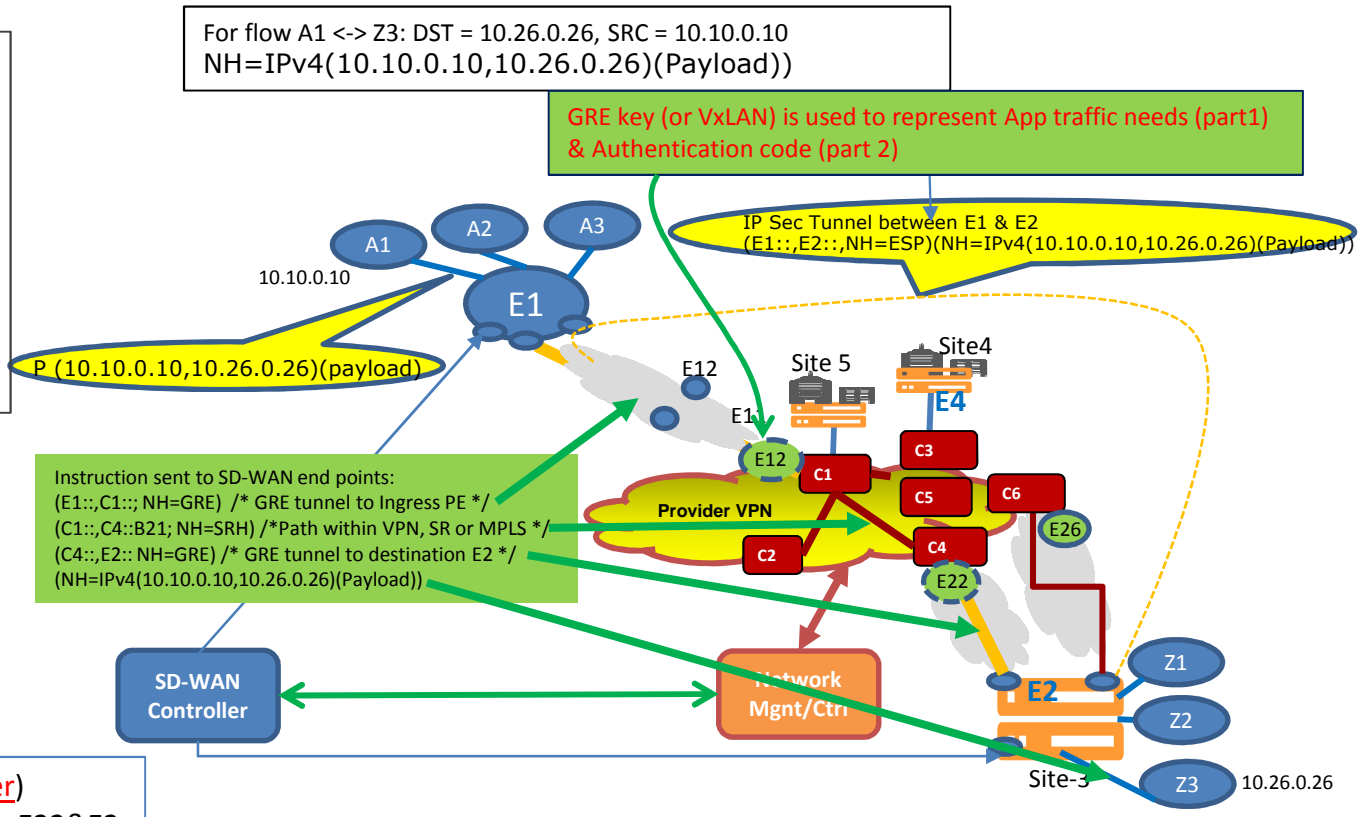 For flow A1 <-> Z3: DST = 10.26.0.26, SRC = 10.10.0.10
NH=IPv4(10.10.0.10,10.26.0.26)(Payload))
GRE key (or VxLAN) is used to represent App traffic needs (part1)
& Authentication code (part 2)
A1
A2
A3
IP Sec Tunnel between E1 & E2
(E1::,E2::,NH=ESP)(NH=IPv4(10.10.0.10,10.26.0.26)(Payload))
10.10.0.10
E1
P (10.10.0.10,10.26.0.26)(payload)
E12
Site 5
Site4
E4
E12
C1
C3
C5
C6
Provider VPN
E26
C2
C4
E22
Instruction sent to SD-WAN end points:
(E1::,C1::; NH=GRE) /* GRE tunnel to Ingress PE */
(C1::,C4::B21; NH=SRH) /*Path within VPN, SR or MPLS */
(C4::,E2:: NH=GRE) /* GRE tunnel to destination E2 */
(NH=IPv4(10.10.0.10,10.26.0.26)(Payload))
SD-WAN
Controller
Network
Mgnt/Ctrl
E2
Z1
Z2
Site-3
Z3
10.26.0.26
er)